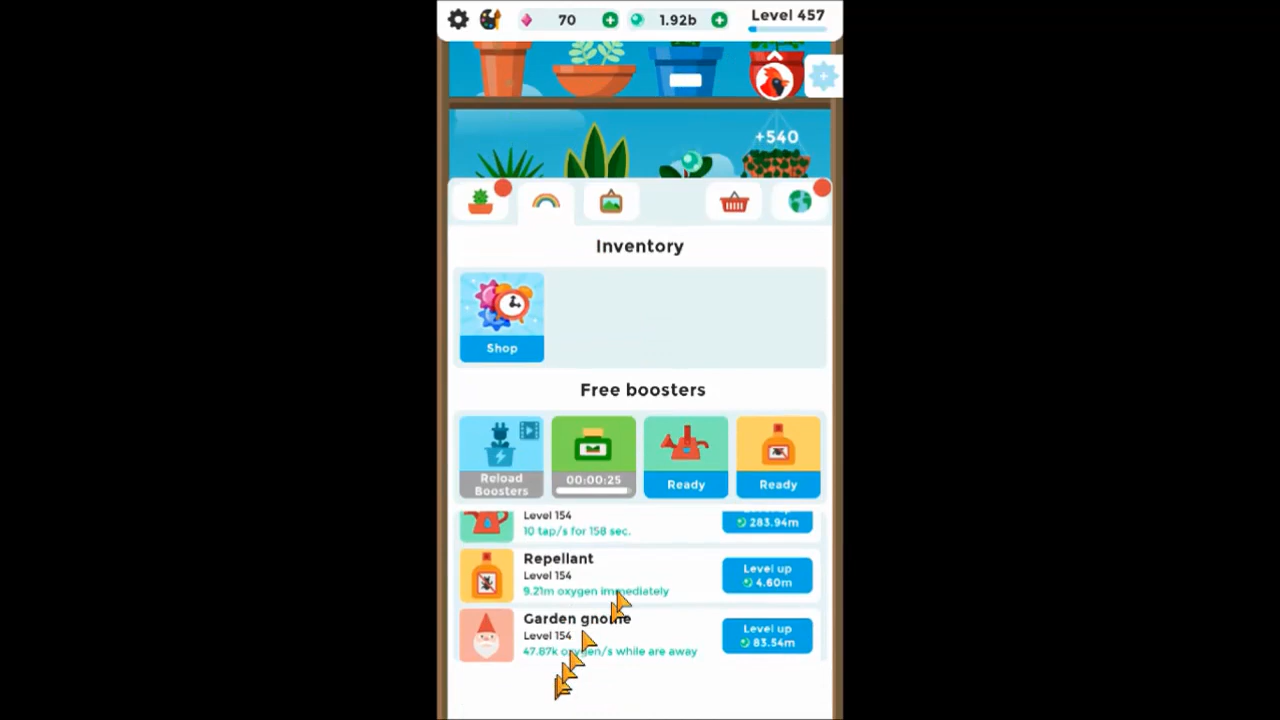 70
1.92b
Level 457
+540
Inventory
Shop
Free boosters
Reload
Boosters
00:00:25
Ready
Ready
Level 154
10 tap/s for 158 sec.
283.94m
Repellant
Level 154
9.21m oxygen immediately
Level up
4.60m
Garden gnome
Level 154
47.87k oxygen/s while are away
Level up
83.54m